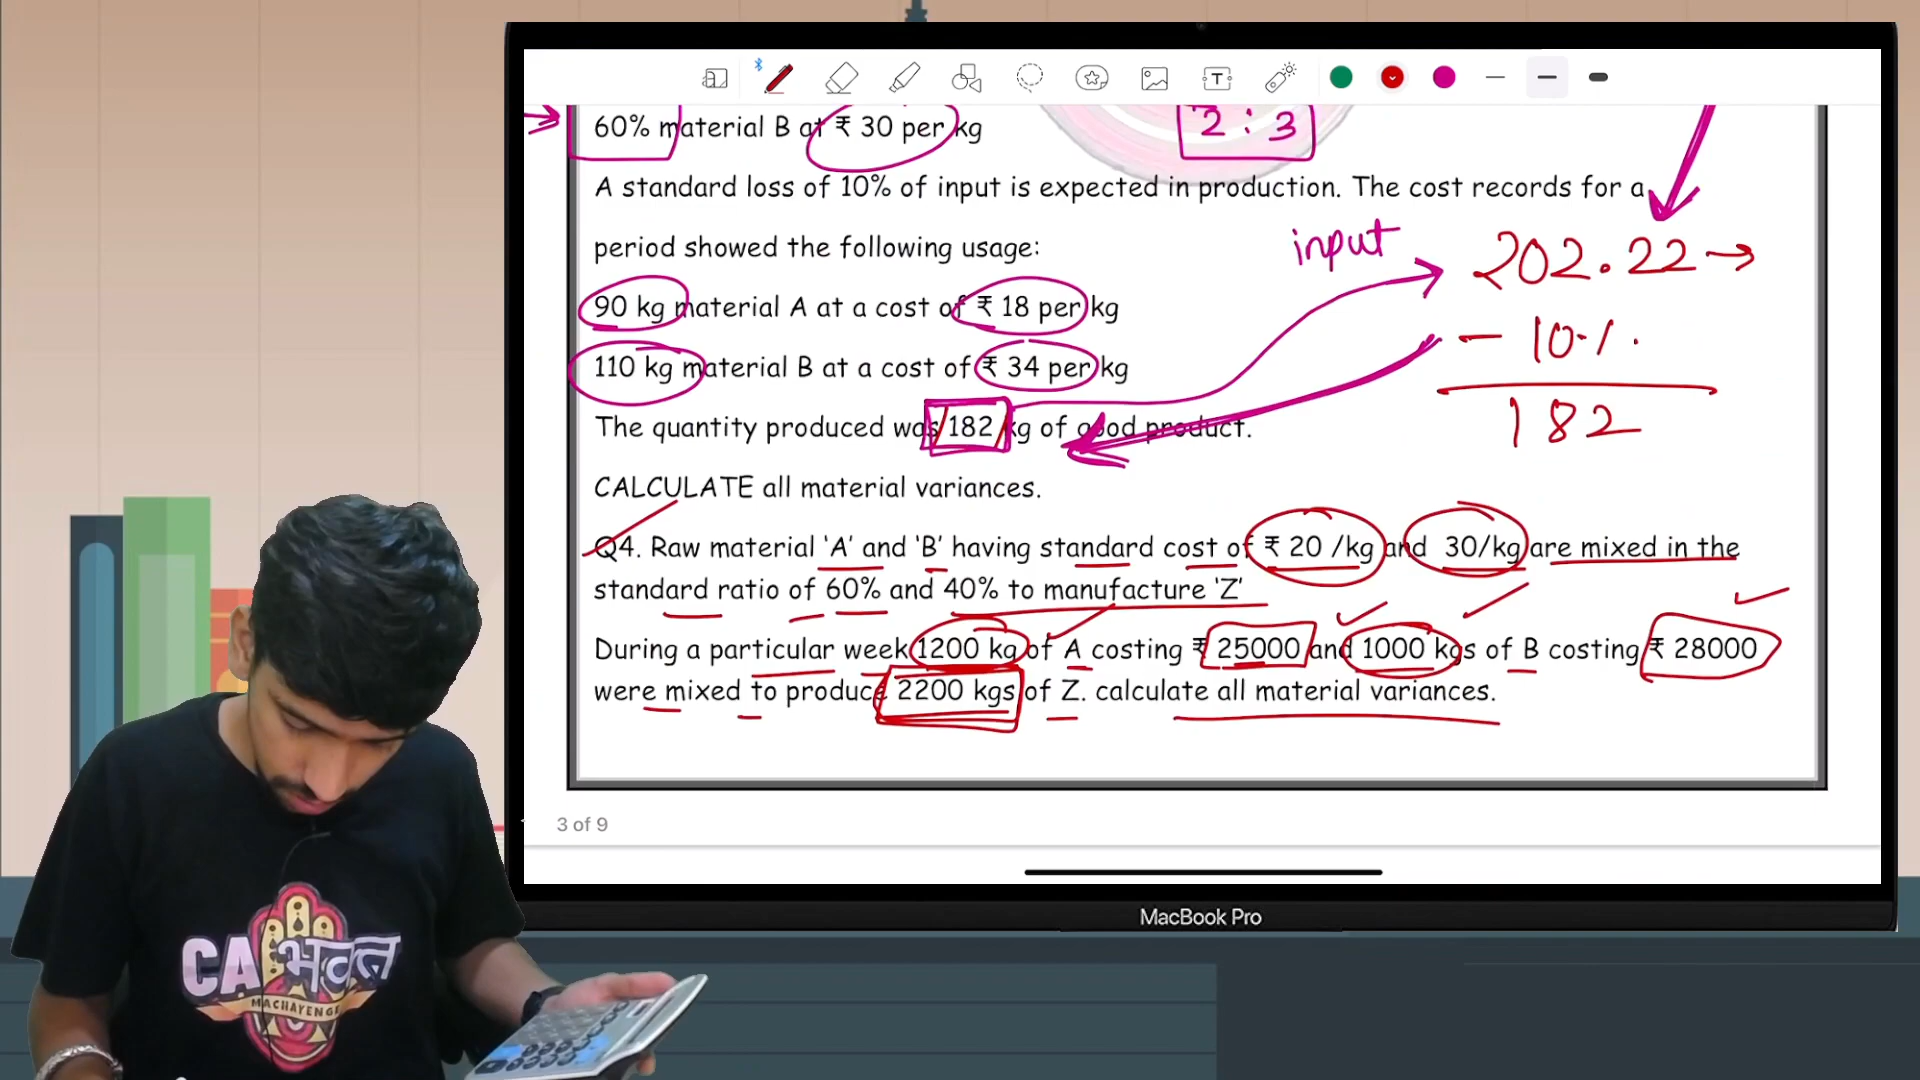 60% material B at ₹ 30 per kg
2 : 3
A standard loss of 10% of input is expected in production. The cost records for a
period showed the following usage:
input
202.22 →
90 kg material A at a cost of ₹ 18 per kg
- 10%.
110 kg material B at a cost of ₹ 34 per kg
182
The quantity produced was 182 kg of good product.
CALCULATE all material variances.
Q4. Raw material ‘A’ and ‘B’ having standard cost of ₹ 20 /kg and 30/kg are mixed in the
standard ratio of 60% and 40% to manufacture ‘Z’
During a particular week 1200 kg of A costing ₹ 25000 and 1000 kgs of B costing ₹ 28000
were mixed to produce 2200 kgs of Z. calculate all material variances.
3 of 9
MacBook Pro
CA भक्त
MACHAYENGE